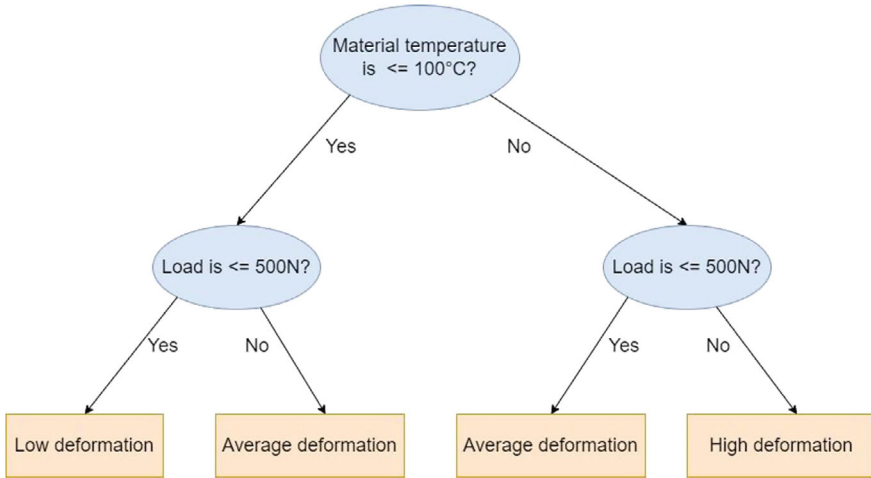 Material temperature
is <= 100°C?
Yes
No
Load is <= 500N?
Load is <= 500N?
Yes
No
Yes
No
Low deformation
Average deformation
Average deformation
High deformation